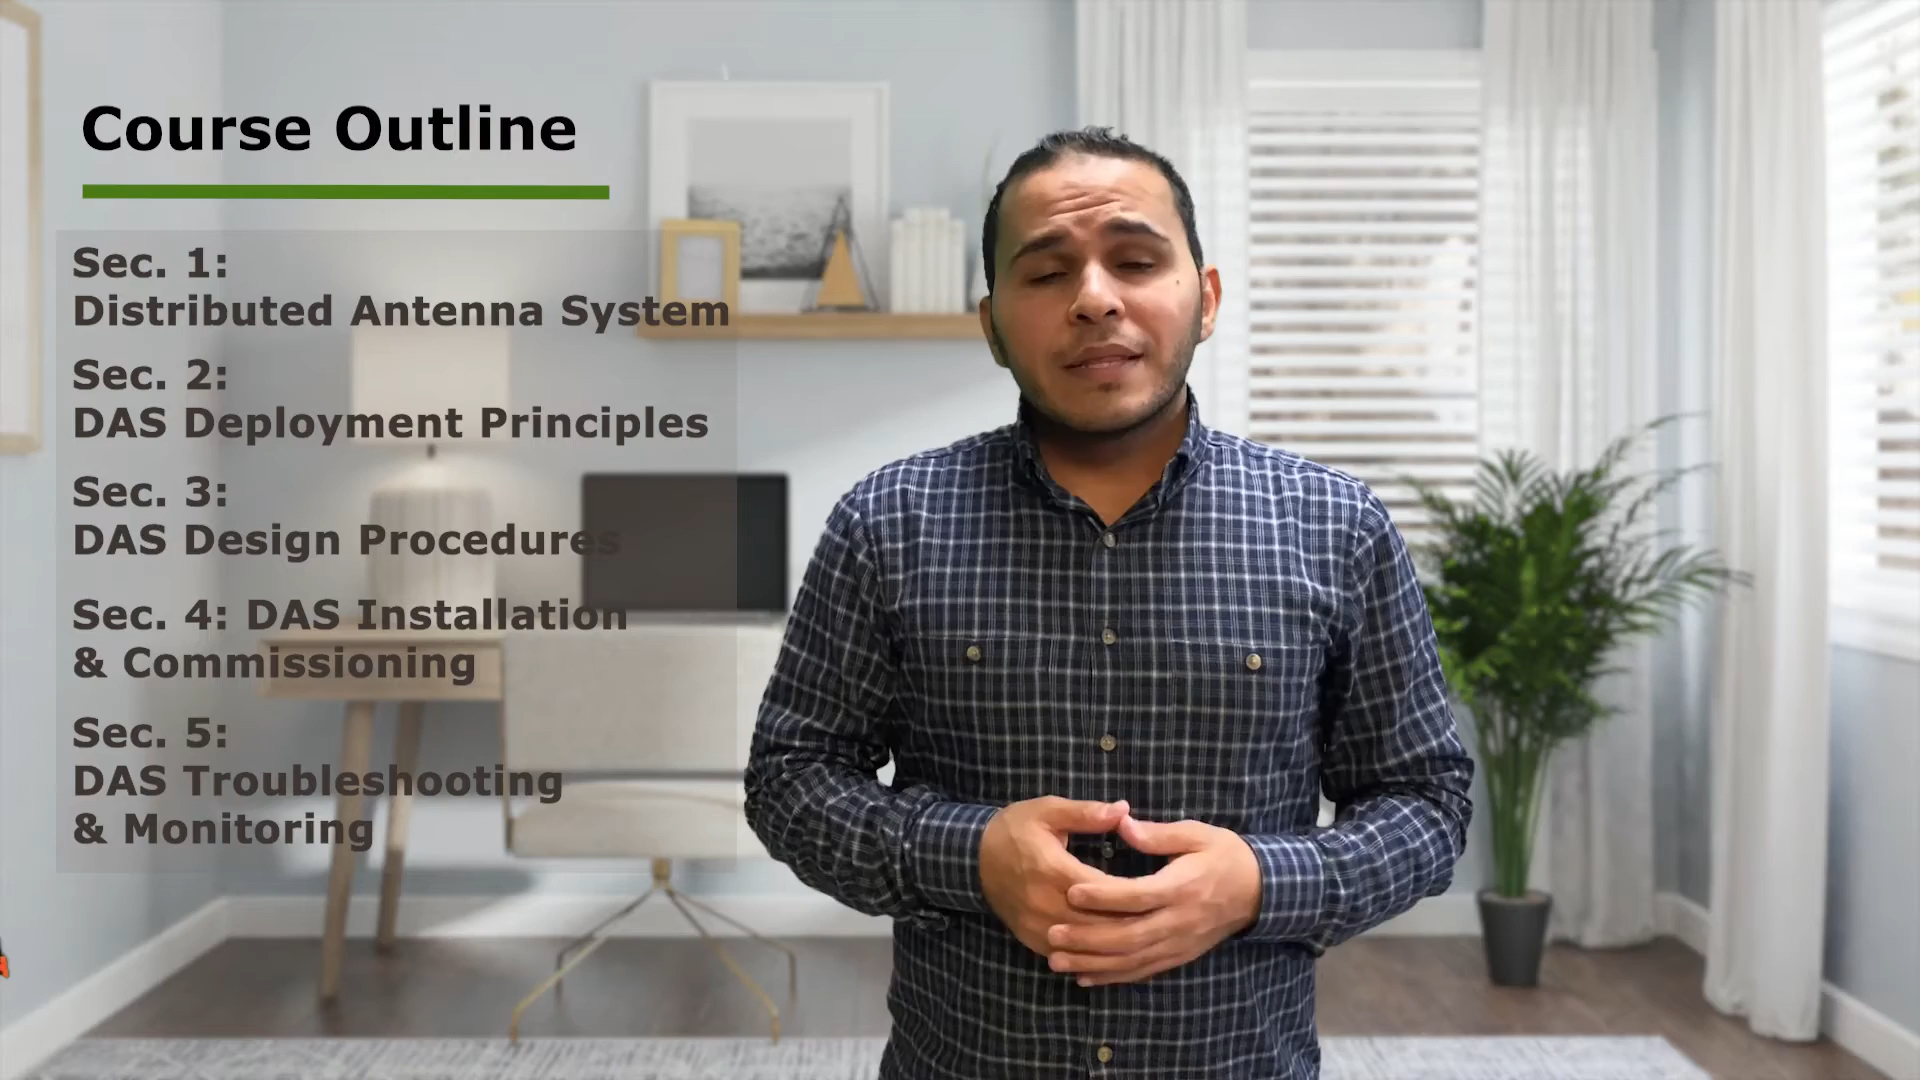 Course Outline
Sec. 1:
Distributed Antenna System
Sec. 2:
DAS Deployment Principles
Sec. 3:
DAS Design Procedures
Sec. 4: DAS Installation
& Commissioning
Sec. 5:
DAS Troubleshooting
& Monitoring